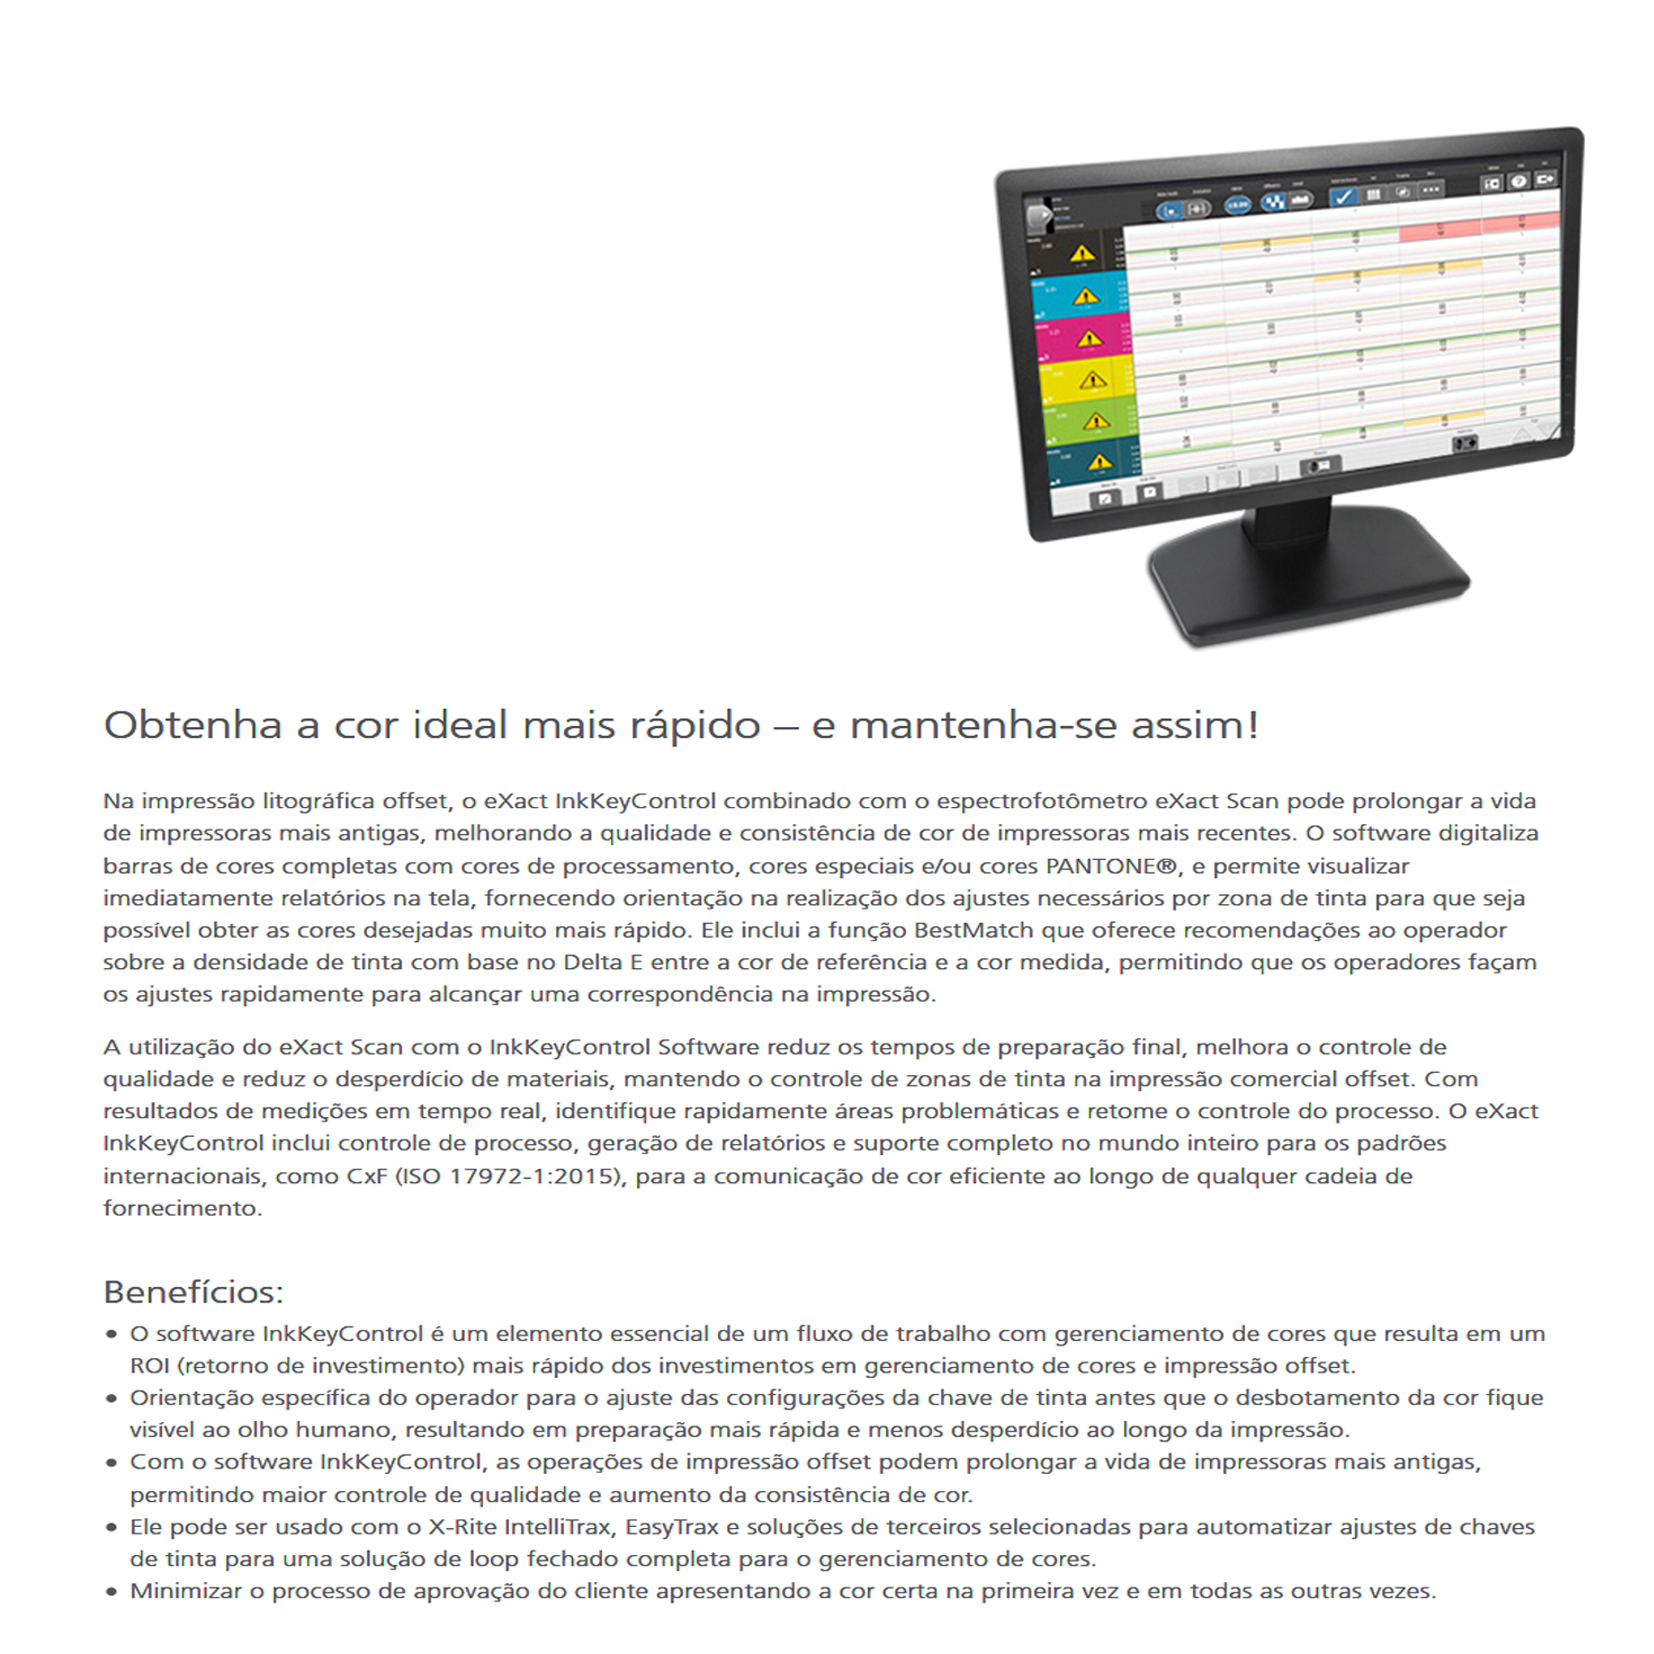 Obtenha a cor ideal mais rápido – e mantenha-se assim!
Na impressão litográfica offset, o eXact InkKeyControl combinado com o espectrofotômetro eXact Scan pode prolongar a vida
de impressoras mais antigas, melhorando a qualidade e consistência de cor de impressoras mais recentes. O software digitaliza
barras de cores completas com cores de processamento, cores especiais e/ou cores PANTONE®, e permite visualizar
imediatamente relatórios na tela, fornecendo orientação na realização dos ajustes necessários por zona de tinta para que seja
possível obter as cores desejadas muito mais rápido. Ele inclui a função BestMatch que oferece recomendações ao operador
sobre a densidade de tinta com base no Delta E entre a cor de referência e a cor medida, permitindo que os operadores façam
os ajustes rapidamente para alcançar uma correspondência na impressão.
A utilização do eXact Scan com o InkKeyControl Software reduz os tempos de preparação final, melhora o controle de
qualidade e reduz o desperdício de materiais, mantendo o controle de zonas de tinta na impressão comercial offset. Com
resultados de medições em tempo real, identifique rapidamente áreas problemáticas e retome o controle do processo. O eXact
InkKeyControl inclui controle de processo, geração de relatórios e suporte completo no mundo inteiro para os padrões
internacionais, como CxF (ISO 17972-1:2015), para a comunicação de cor eficiente ao longo de qualquer cadeia de
fornecimento.
Benefícios:
• O software InkKeyControl é um elemento essencial de um fluxo de trabalho com gerenciamento de cores que resulta em um
ROI (retorno de investimento) mais rápido dos investimentos em gerenciamento de cores e impressão offset.
• Orientação específica do operador para o ajuste das configurações da chave de tinta antes que o desbotamento da cor fique
visível ao olho humano, resultando em preparação mais rápida e menos desperdício ao longo da impressão.
• Com o software InkKeyControl, as operações de impressão offset podem prolongar a vida de impressoras mais antigas,
permitindo maior controle de qualidade e aumento da consistência de cor.
• Ele pode ser usado com o X-Rite IntelliTrax, EasyTrax e soluções de terceiros selecionadas para automatizar ajustes de chaves
de tinta para uma solução de loop fechado completa para o gerenciamento de cores.
• Minimizar o processo de aprovação do cliente apresentando a cor certa na primeira vez e em todas as outras vezes.